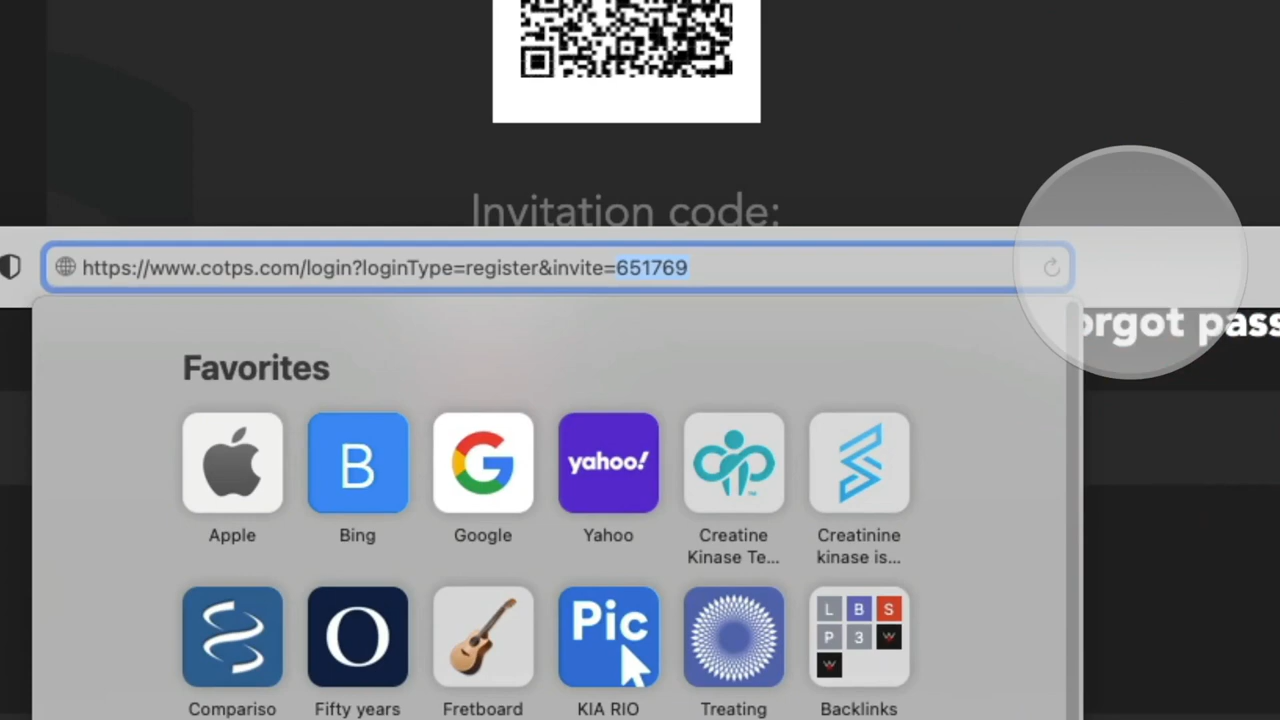 Invitation code:
https://www.cotps.com/login?loginType=register&invite=651769
orgot pass
Favorites
B
yahoo!
Apple
Bing
Google
Yahoo
Creatine
Kinase Te...
Creatinine
kinase is...
O
Pic
L B S
P 3 W
W
Compariso
Fifty years
Fretboard
KIA RIO
Treating
Backlinks